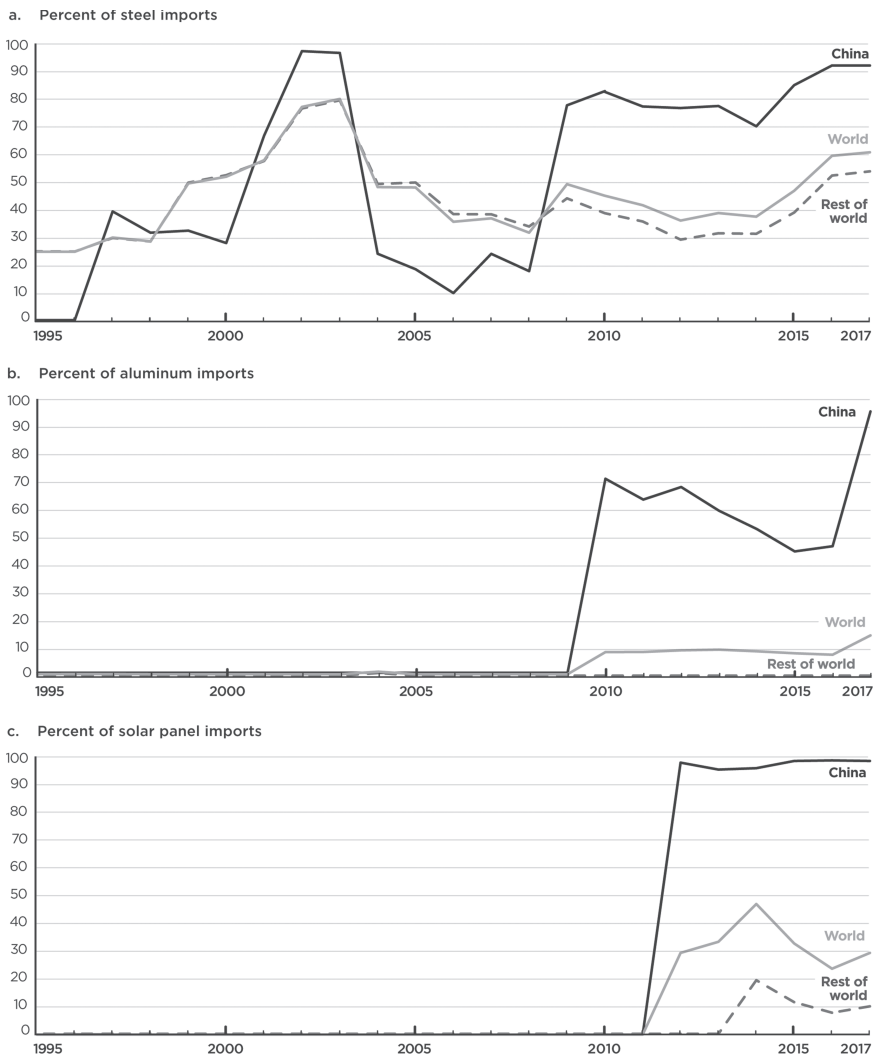 a. Percent of steel imports
100
90
80
70
60
50
40
30
20
10
0
China
World
Rest of
world
1995 2000 2005 2010 2015 2017
b. Percent of aluminum imports
100
90
80
70
60
50
40
30
20
10
0
China
World
Rest of world
1995 2000 2005 2010 2015 2017
c. Percent of solar panel imports
100
90
80
70
60
50
40
30
20
10
0
China
World
Rest of
world
1995 2000 2005 2010 2015 2017